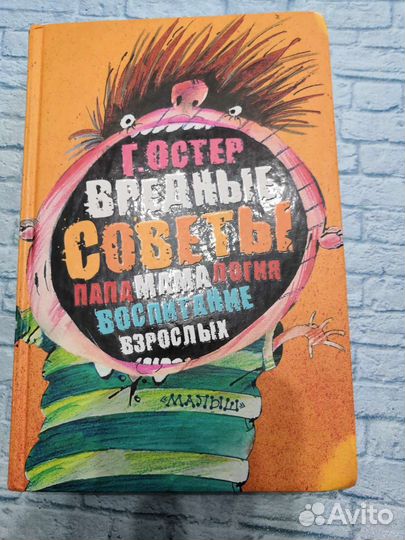 Г. ОСТЕР
ВРЕДНЫЕ
СОВЕТЫ
ПАПАМАМАЛОГИЯ
ВОСПИТАНИЕ
ВЗРОСЛЫХ
«МАЛЫШ»
Avito